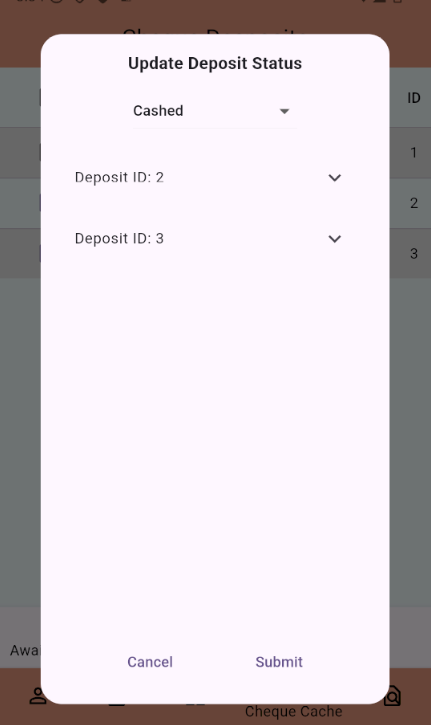 Update Deposit Status
Cashed
ID
Deposit ID: 2
1
2
Deposit ID: 3
3
Cancel
Submit
Cheque Cache